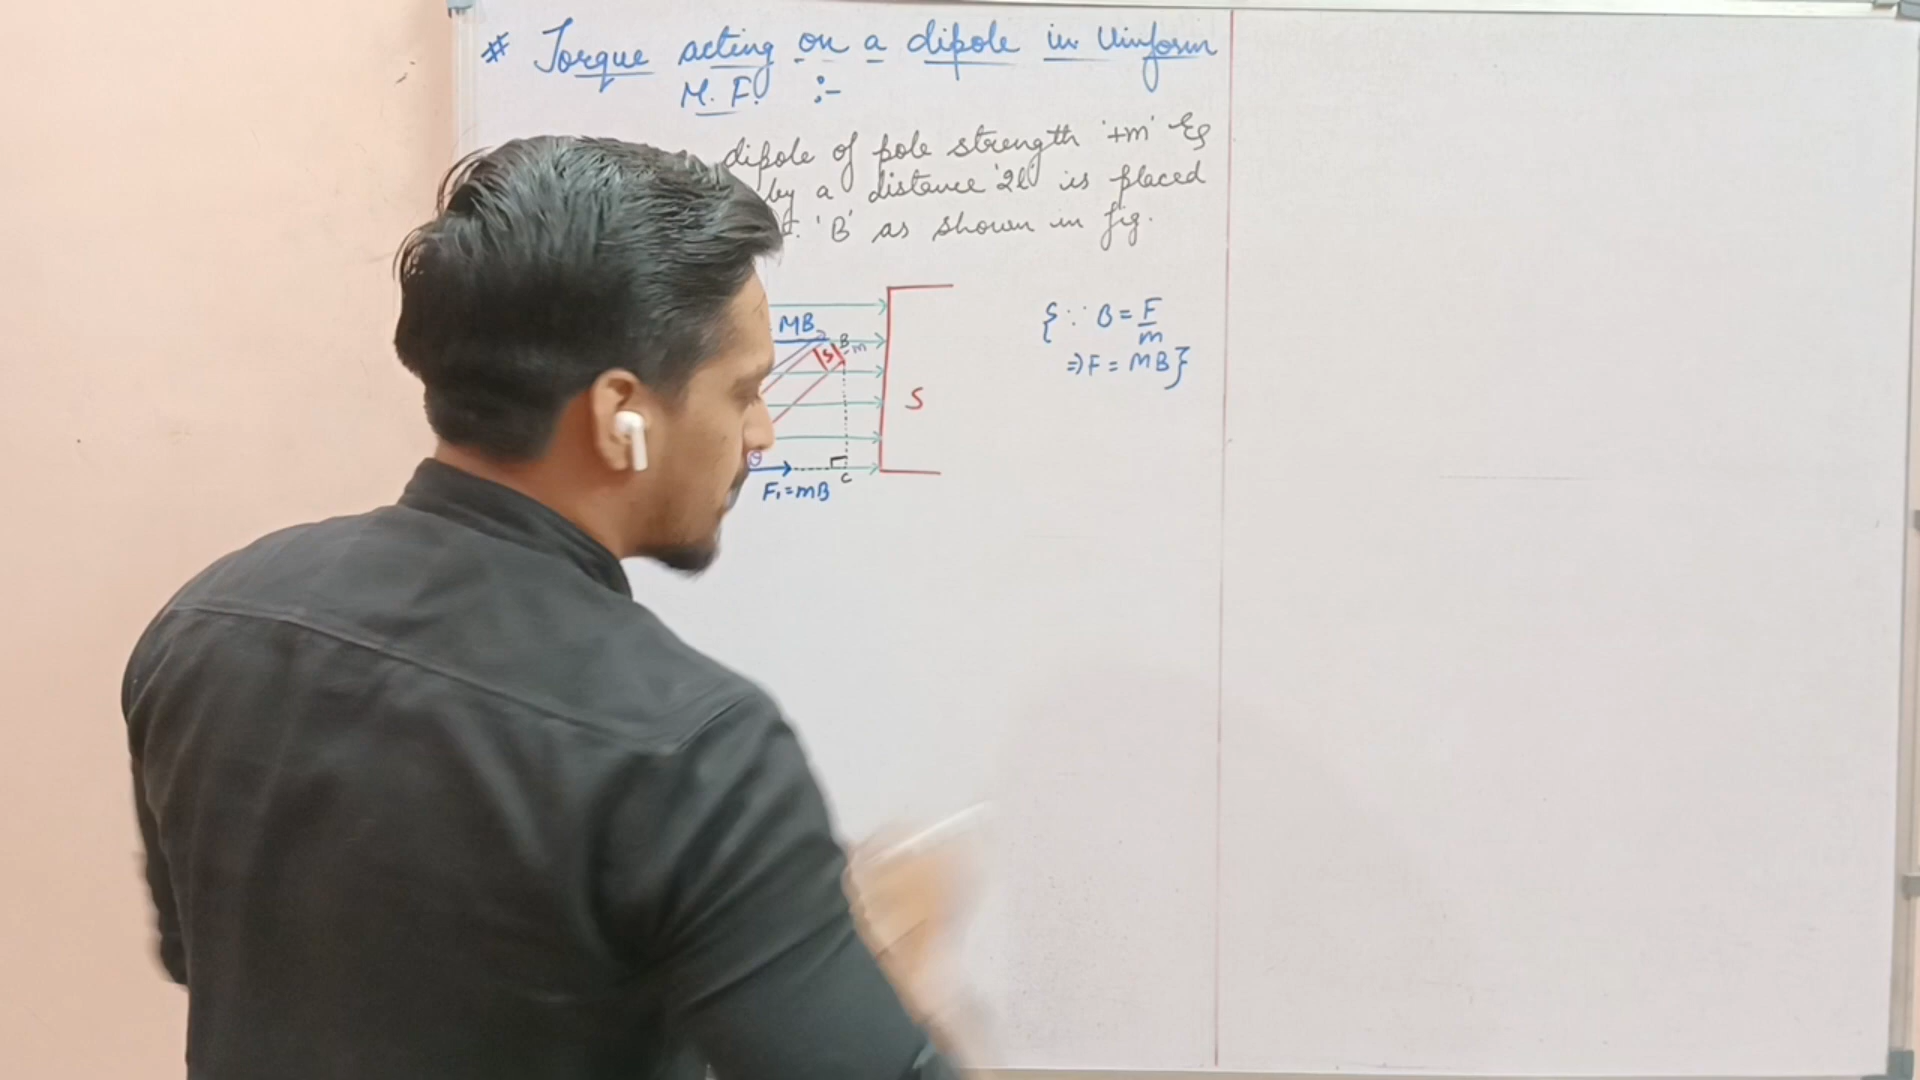 # Torque acting on a dipole in Uniform
M. F. :-
dipole of pole strength '+m' &
by a distance '2l' is placed
'B' as shown in fig.
{∵ B = F/m
⇒ F = MB}
MB
B
-m
S
S
θ
C
F₁ = mB